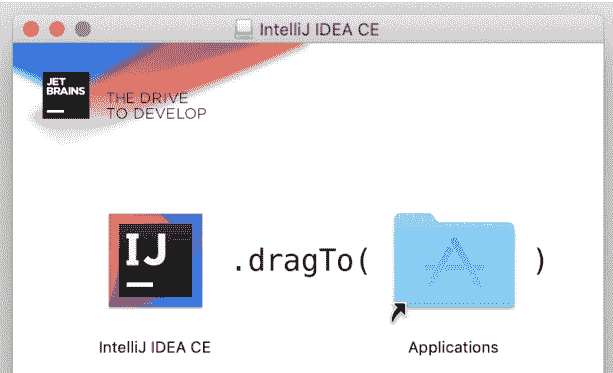 IntelliJ IDEA CE
JET
BRAINS
THE DRIVE
TO DEVELOP
IJ
.dragTo( )
IntelliJ IDEA CE
Applications